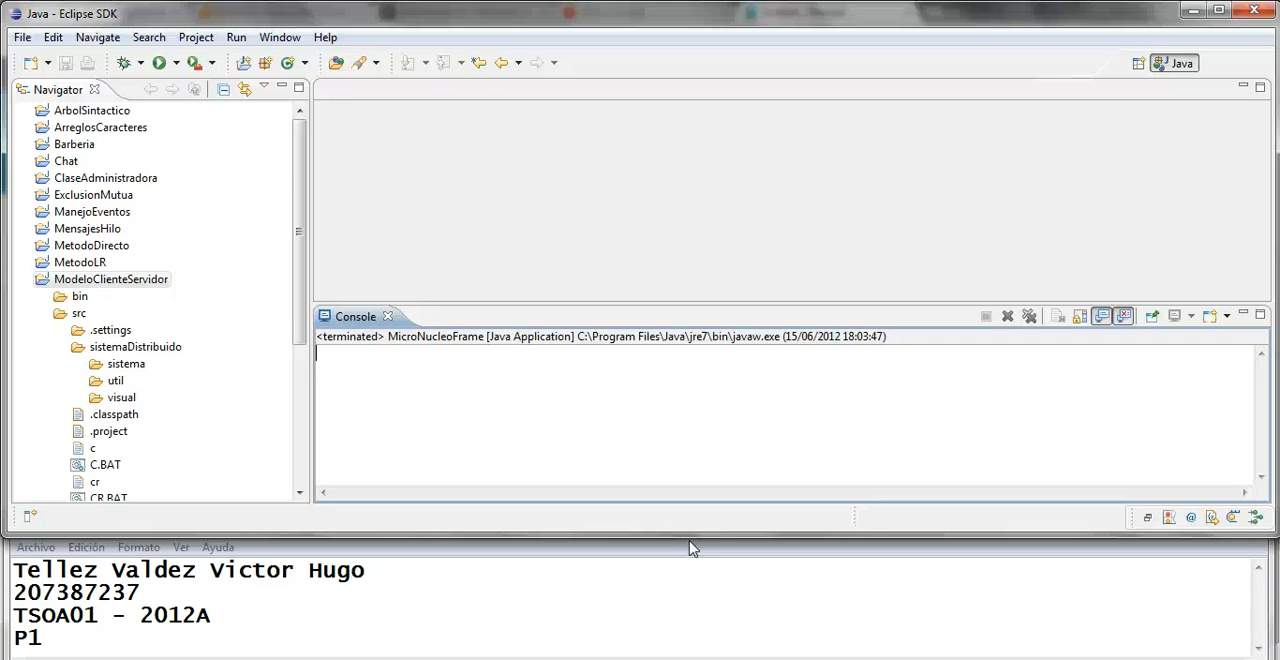 Java - Eclipse SDK
File Edit Navigate Search Project Run Window Help
Java
Navigator
ArbolSintactico
ArreglosCaracteres
Barberia
Chat
ClaseAdministradora
ExclusionMutua
ManejoEventos
MensajesHilo
MetodoDirecto
MetodoLR
ModeloClienteServidor
bin
src
.settings
sistemaDistribuido
sistema
util
visual
.classpath
.project
c
C.BAT
cr
CR.BAT
Console
<terminated> MicroNucleoFrame [Java Application] C:\Program Files\Java\jre7\bin\javaw.exe (15/06/2012 18:03:47)
Archivo Edición Formato Ver Ayuda
Tellez Valdez Victor Hugo
207387237
TSOA01 - 2012A
P1